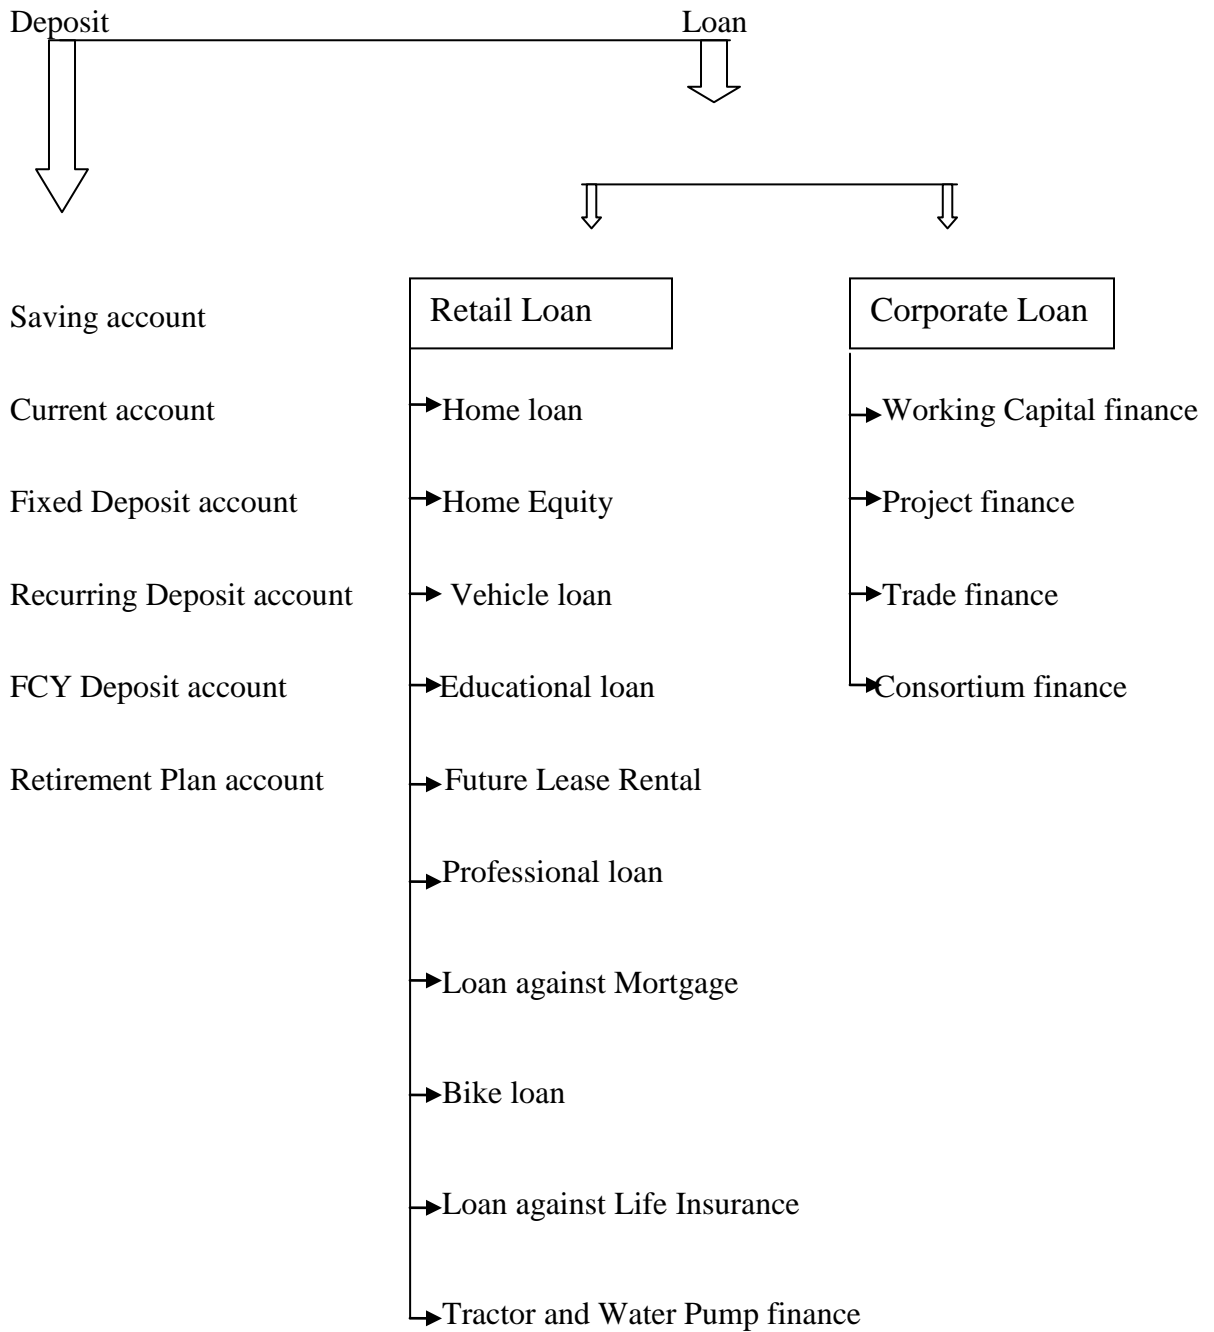 Deposit
Loan
Saving account
Current account
Fixed Deposit account
Recurring Deposit account
FCY Deposit account
Retirement Plan account
Retail Loan
Home loan
Home Equity
Vehicle loan
Educational loan
Future Lease Rental
Professional loan
Loan against Mortgage
Bike loan
Loan against Life Insurance
Tractor and Water Pump finance
Corporate Loan
Working Capital finance
Project finance
Trade finance
Consortium finance